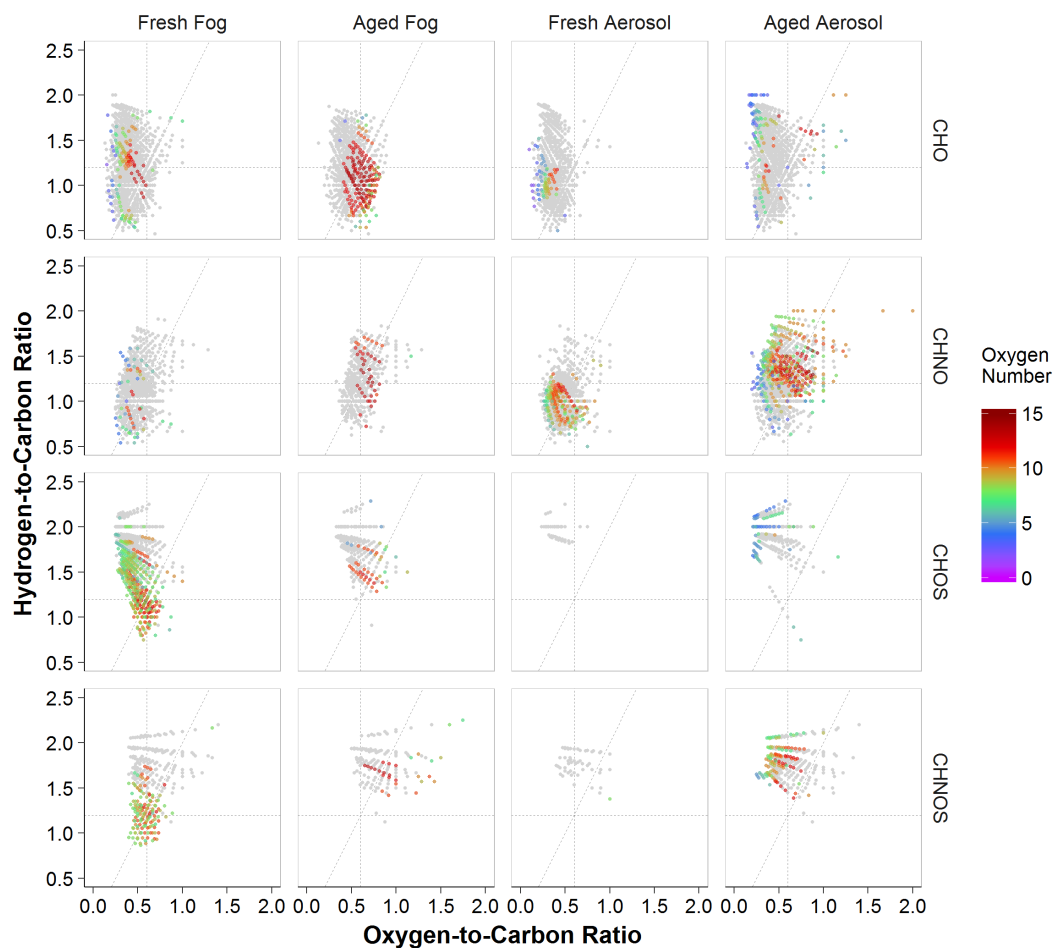 Fresh Fog Aged Fog Fresh Aerosol Aged Aerosol
2.5
2.0
1.5
1.0
0.5
CHO
2.5
2.0
1.5
1.0
0.5
CHNO
2.5
2.0
1.5
1.0
0.5
CHOS
2.5
2.0
1.5
1.0
0.5
CHNOS
Hydrogen-to-Carbon Ratio
0.0 0.5 1.0 1.5 2.0 0.0 0.5 1.0 1.5 2.0 0.0 0.5 1.0 1.5 2.0 0.0 0.5 1.0 1.5 2.0
Oxygen-to-Carbon Ratio
Oxygen
Number
15
10
5
0